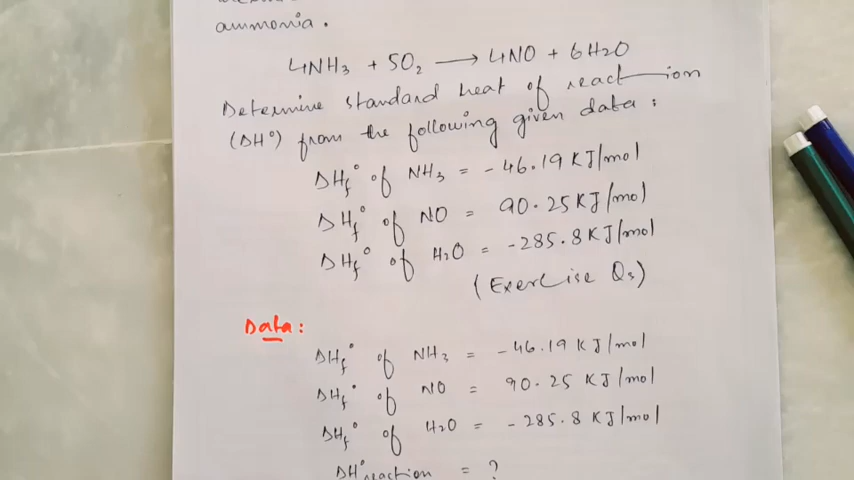 ammonia.
4NH₃ + 5O₂ ⟶ 4NO + 6H₂O
Determine standard heat of reaction
(DH°) from the following given data:
ΔHf° of NH₃ = -46.19 KJ/mol
ΔHf° of NO = 90.25 KJ/mol
ΔHf° of H₂O = -285.8 KJ/mol
(Exercise Qs)
Data:
ΔHf° of NH₃ = -46.19 KJ/mol
ΔHf° of NO = 90.25 KJ/mol
ΔHf° of H₂O = -285.8 KJ/mol
DH°reaction = ?